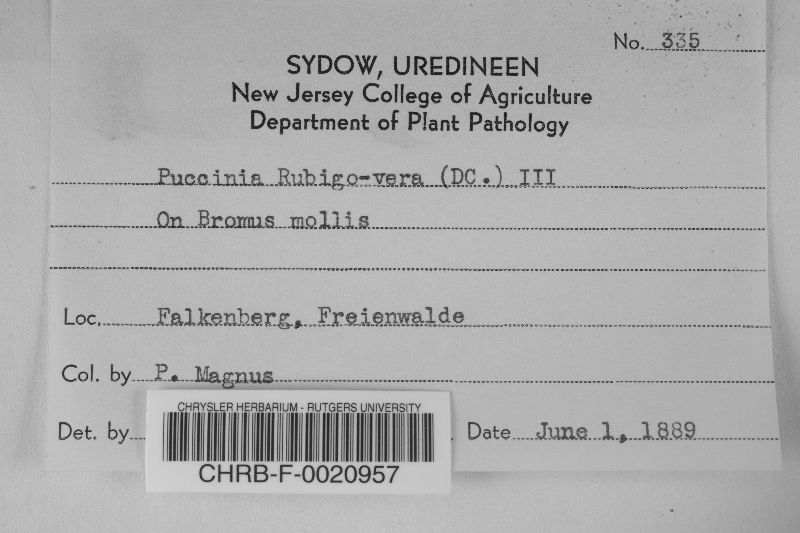 No. 335
SYDOW, UREDINEEN
New Jersey College of Agriculture
Department of Plant Pathology
Puccinia Rubigo-vera (DC.) III
On Bromus mollis
Loc. Falkenberg, Freienwalde
Col. by P. Magnus
Det. by Date June 1, 1889
CHRYSLER HERBARIUM - RUTGERS UNIVERSITY
CHRB-F-0020957